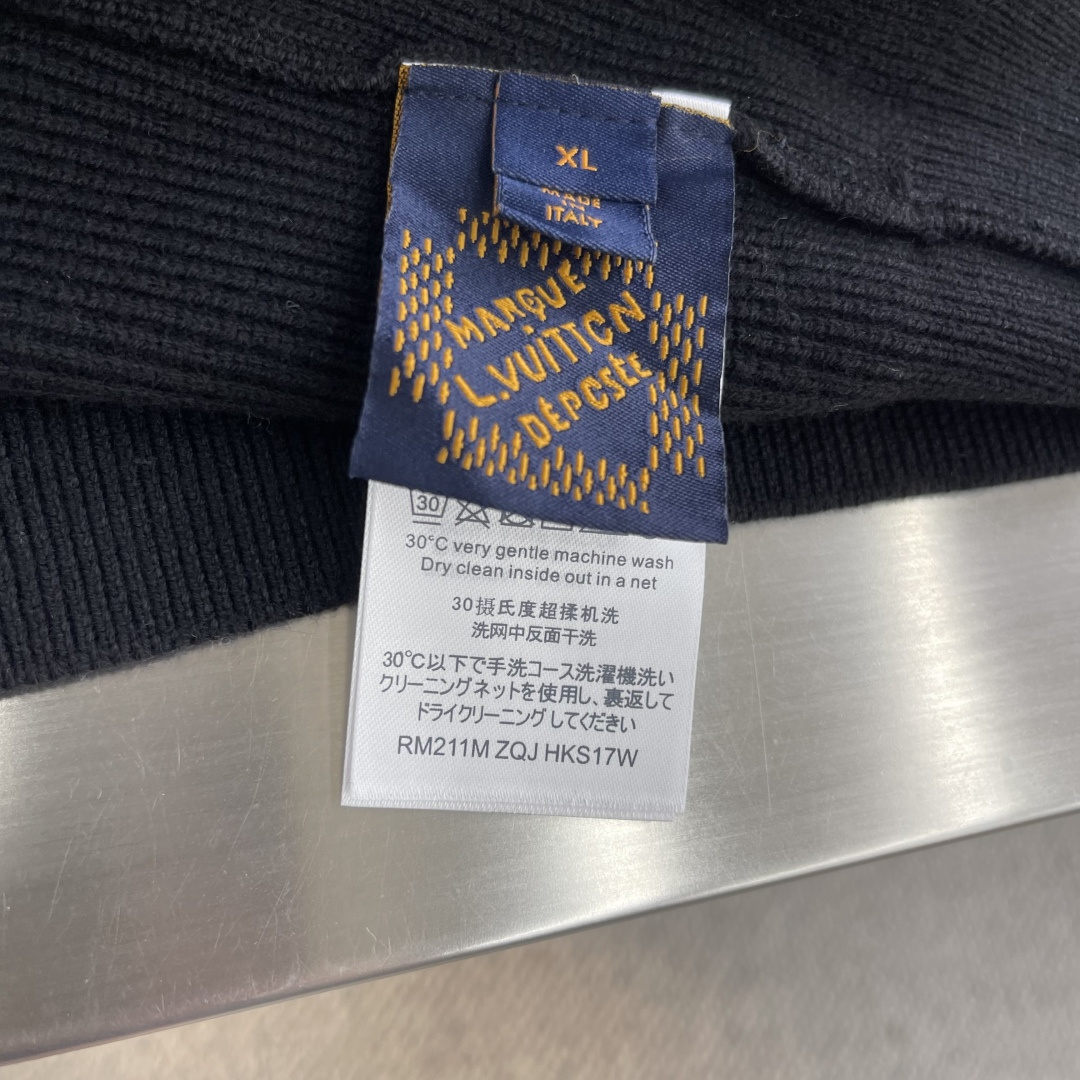 XL
MADE
IN
ITALY
MARQUE
L.VUITTON
DÉPOSÉE
30
30°C very gentle machine wash
Dry clean inside out in a net
30摄氏度超揉机洗
洗网中反面干洗
30℃以下で手洗コース洗濯機洗い
クリーニングネットを使用し、裏返して
ドライクリーニングしてください
RM211M ZQJ HKS17W